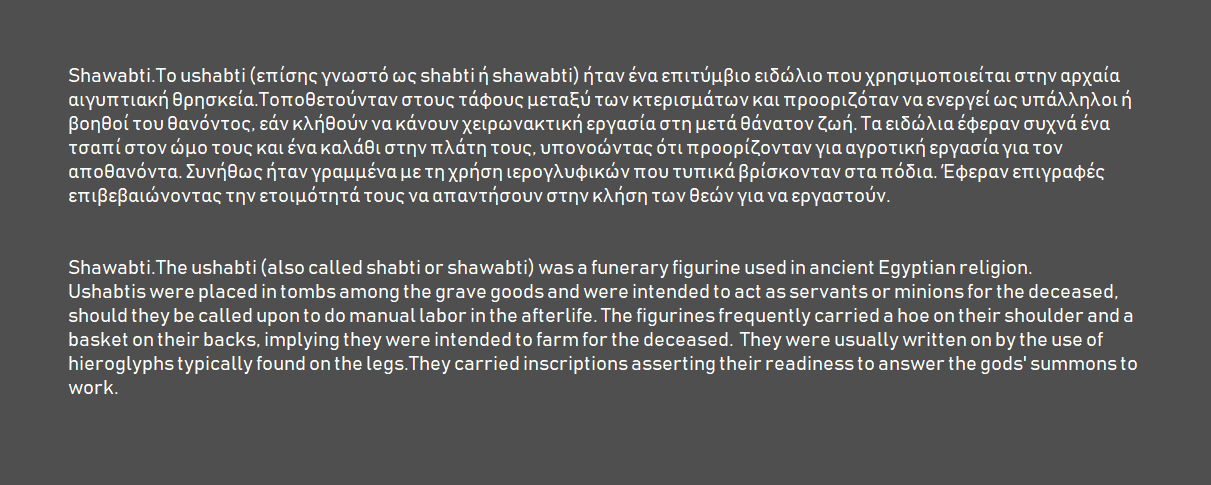 Shawabti.Το ushabti (επίσης γνωστό ως shabti ή shawabti) ήταν ένα επιτύμβιο ειδώλιο που χρησιμοποιείται στην αρχαία
αιγυπτιακή θρησκεία.Τοποθετούνταν στους τάφους μεταξύ των κτερισμάτων και προοριζόταν να ενεργεί ως υπάλληλοι ή
βοηθοί του θανόντος, εάν κλήθούν να κάνουν χειρωνακτική εργασία στη μετά θάνατον ζωή. Τα ειδώλια έφεραν συχνά ένα
τσαπί στον ώμο τους και ένα καλάθι στην πλάτη τους, υπονοώντας ότι προορίζονταν για αγροτική εργασία για τον
αποθανόντα. Συνήθως ήταν γραμμένα με τη χρήση ιερογλυφικών που τυπικά βρίσκονταν στα πόδια. Έφεραν επιγραφές
επιβεβαιώνοντας την ετοιμότητά τους να απαντήσουν στην κλήση των θεών για να εργαστούν.
Shawabti.The ushabti (also called shabti or shawabti) was a funerary figurine used in ancient Egyptian religion.
Ushabtis were placed in tombs among the grave goods and were intended to act as servants or minions for the deceased,
should they be called upon to do manual labor in the afterlife. The figurines frequently carried a hoe on their shoulder and a
basket on their backs, implying they were intended to farm for the deceased. They were usually written on by the use of
hieroglyphs typically found on the legs.They carried inscriptions asserting their readiness to answer the gods' summons to
work.